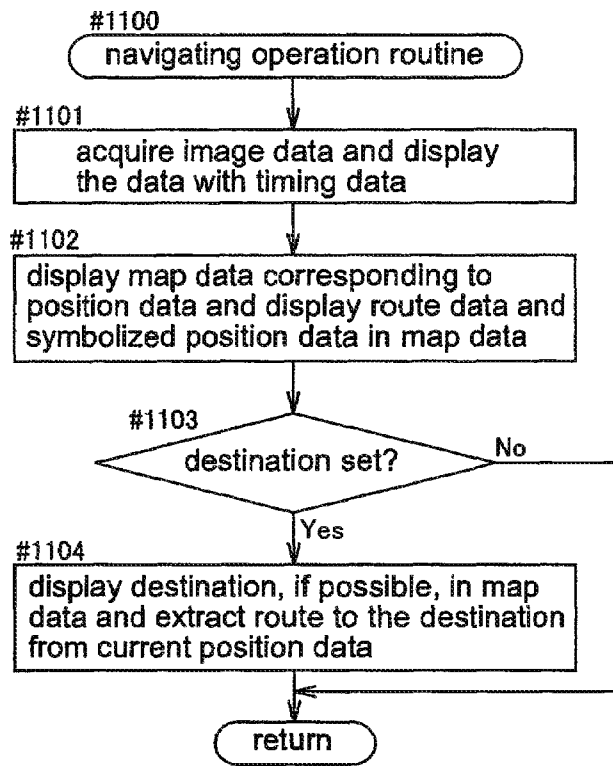 #1100
navigating operation routine
#1101
acquire image data and display
the data with timing data
#1102
display map data corresponding to
position data and display route data and
symbolized position data in map data
#1103
destination set?
No
Yes
#1104
display destination, if possible, in map
data and extract route to the destination
from current position data
return